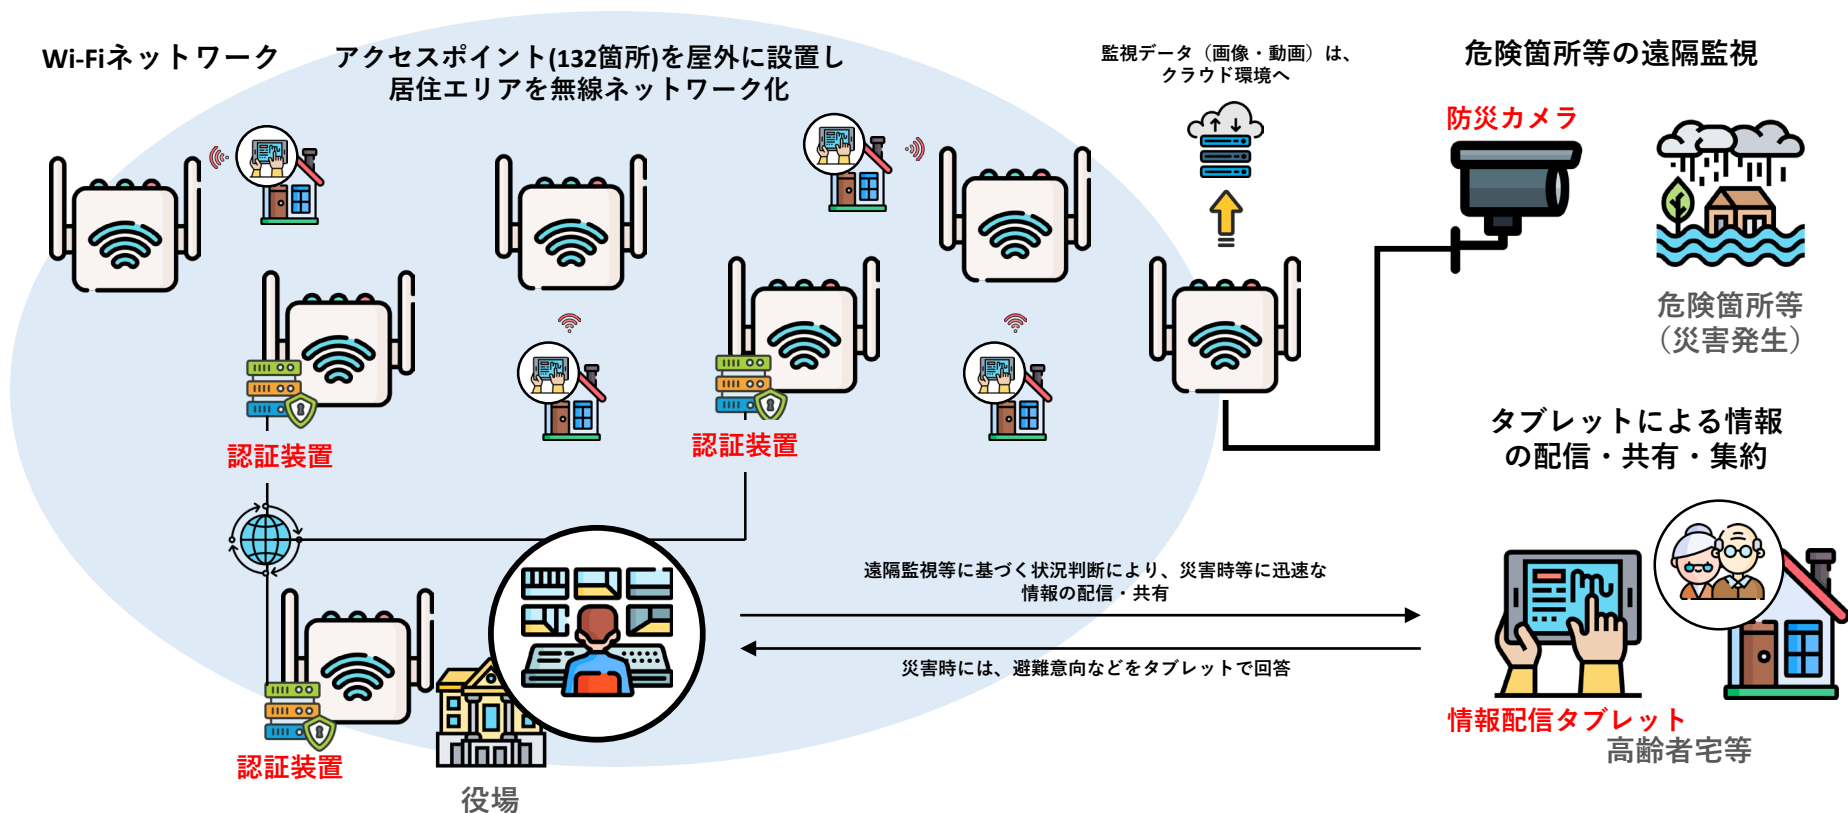 Wi-Fiネットワーク
アクセスポイント(132箇所)を屋外に設置し
居住エリアを無線ネットワーク化
監視データ（画像・動画）は、
クラウド環境へ
危険箇所等の遠隔監視
防災カメラ
危険箇所等
（災害発生）
認証装置
認証装置
タブレットによる情報
の配信・共有・集約
遠隔監視等に基づく状況判断により、災害時等に迅速な
情報の配信・共有
災害時には、避難意向などをタブレットで回答
情報配信タブレット
高齢者宅等
認証装置
役場